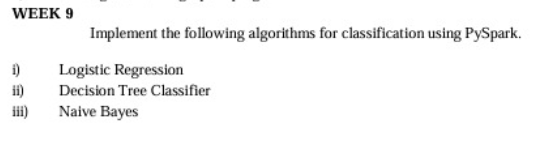 WEEK 9
Implement the following algorithms for classification using PySpark.
i) Logistic Regression
ii) Decision Tree Classifier
iii) Naive Bayes